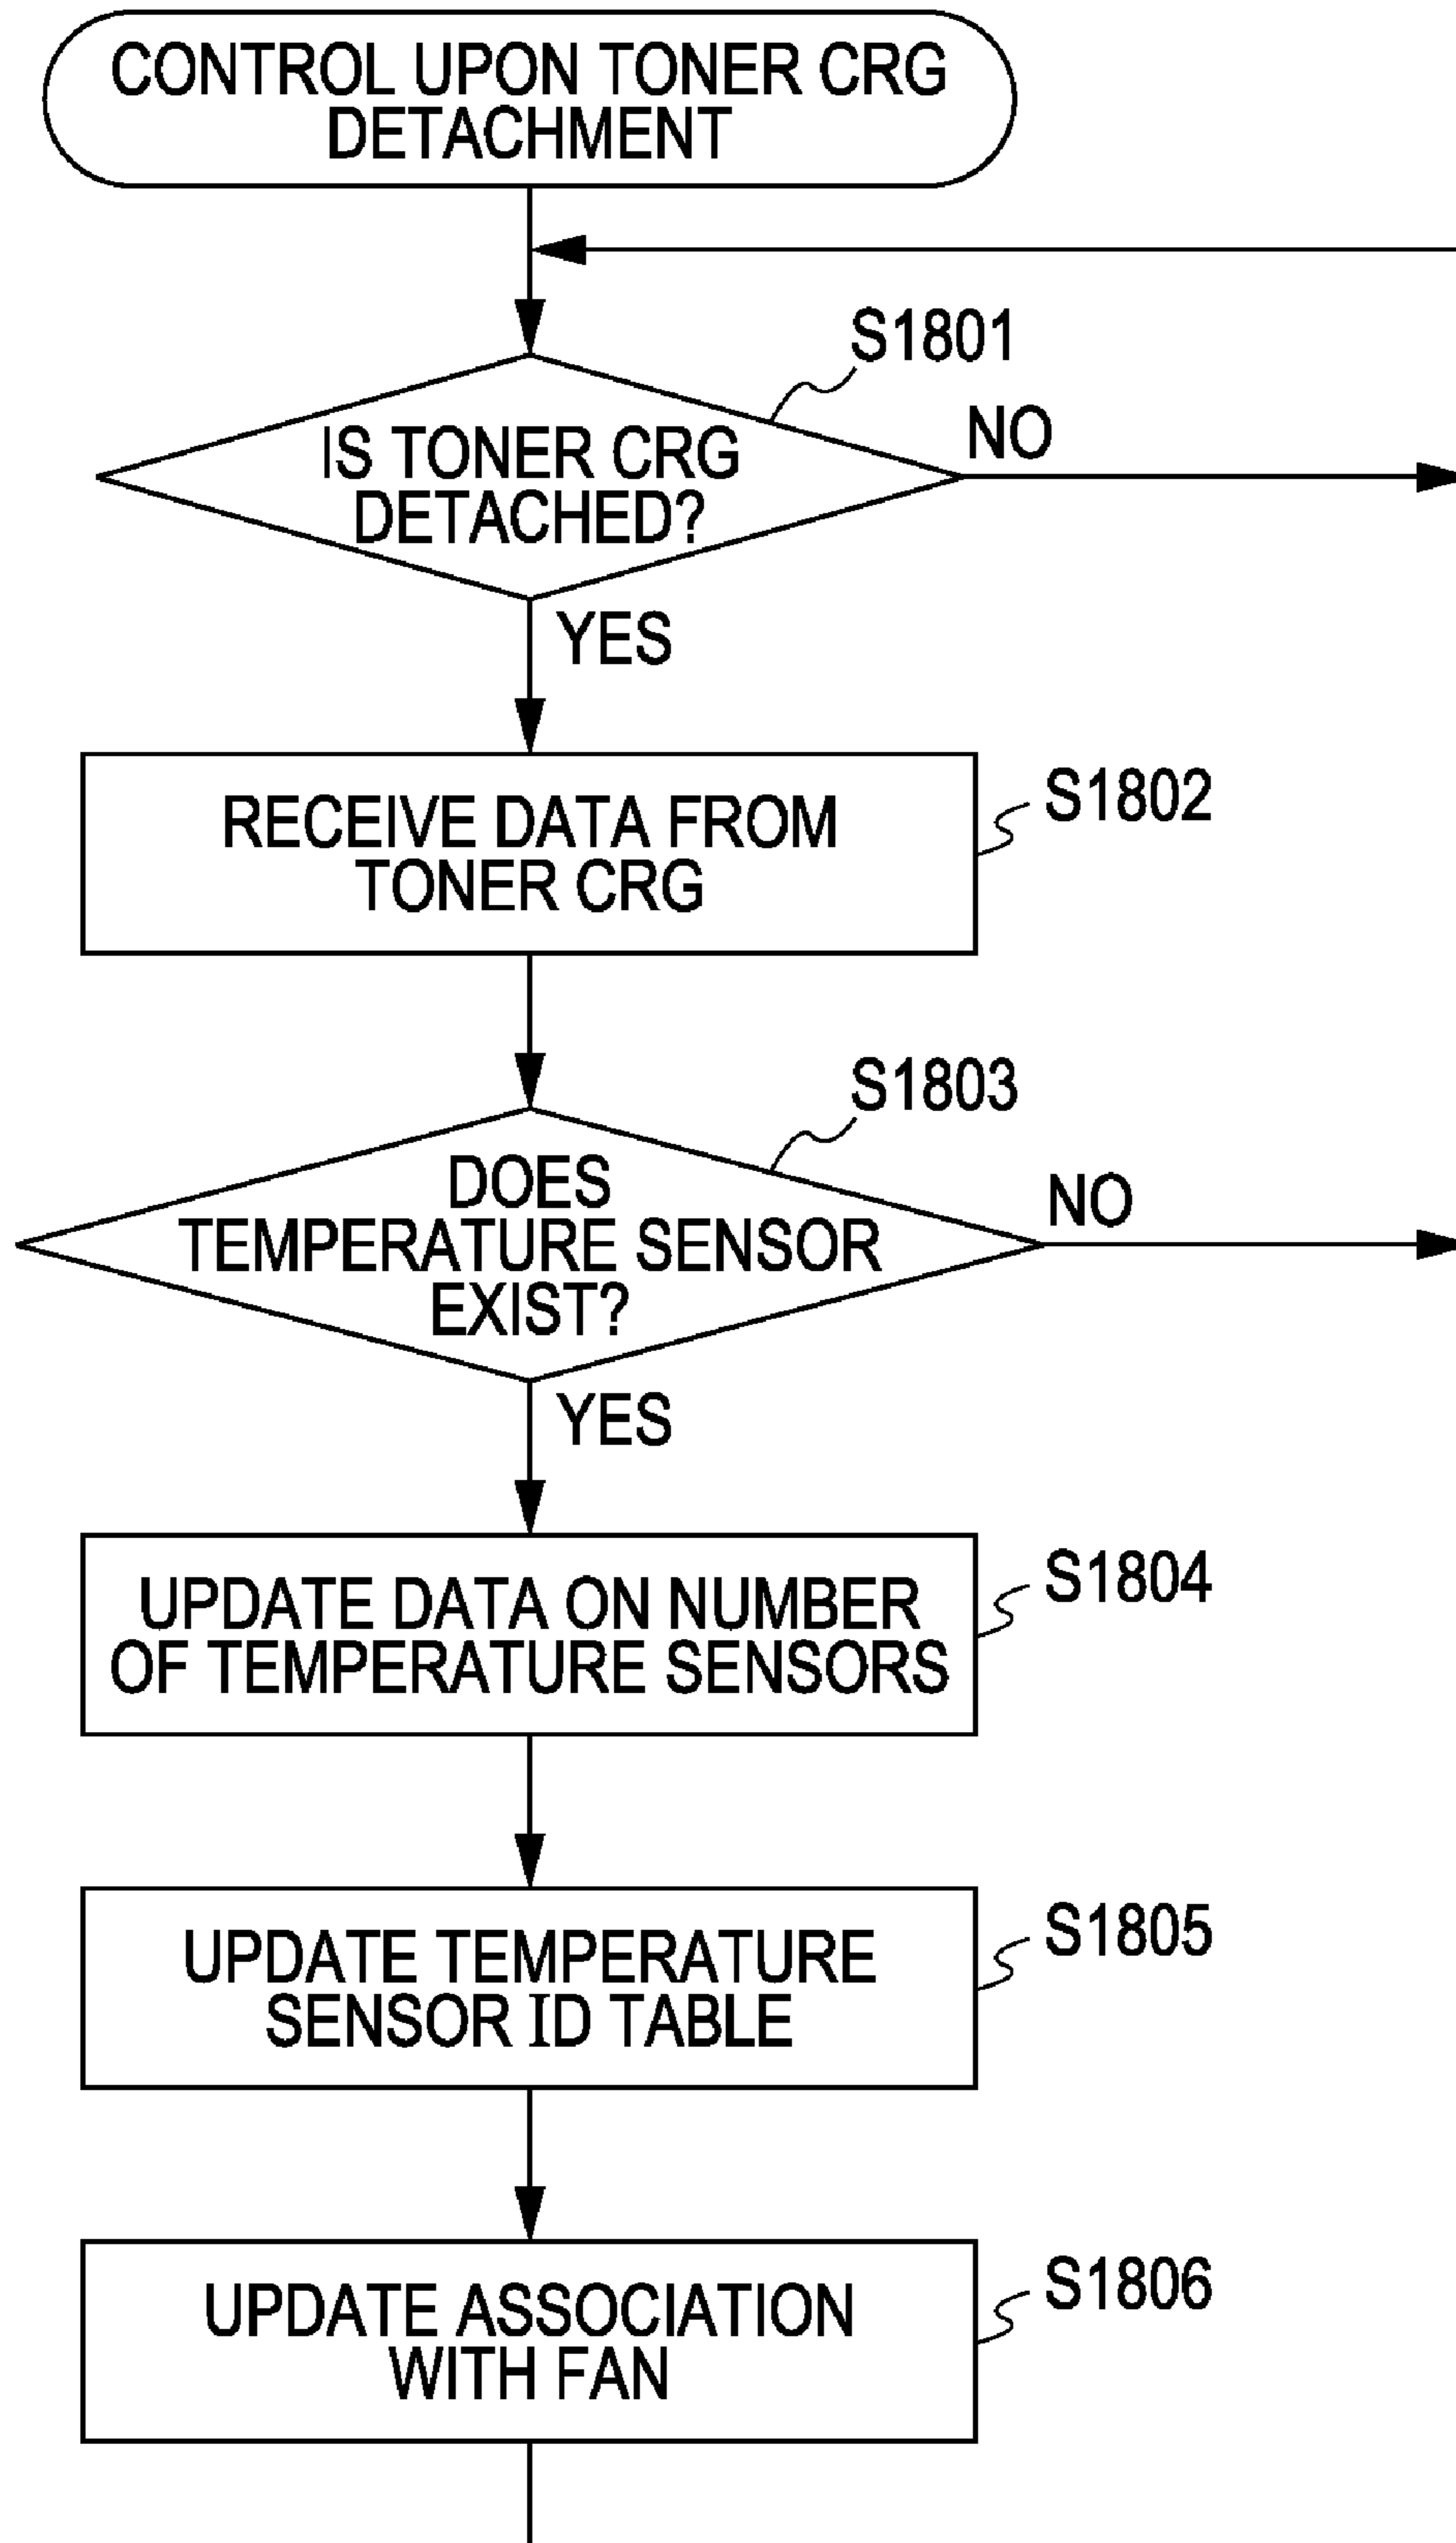 CONTROL UPON TONER CRG
DETACHMENT
S1801
IS TONER CRG
DETACHED?
NO
YES
RECEIVE DATA FROM
TONER CRG
S1802
S1803
DOES
TEMPERATURE SENSOR
EXIST?
NO
YES
UPDATE DATA ON NUMBER
OF TEMPERATURE SENSORS
S1804
UPDATE TEMPERATURE
SENSOR ID TABLE
S1805
UPDATE ASSOCIATION
WITH FAN
S1806